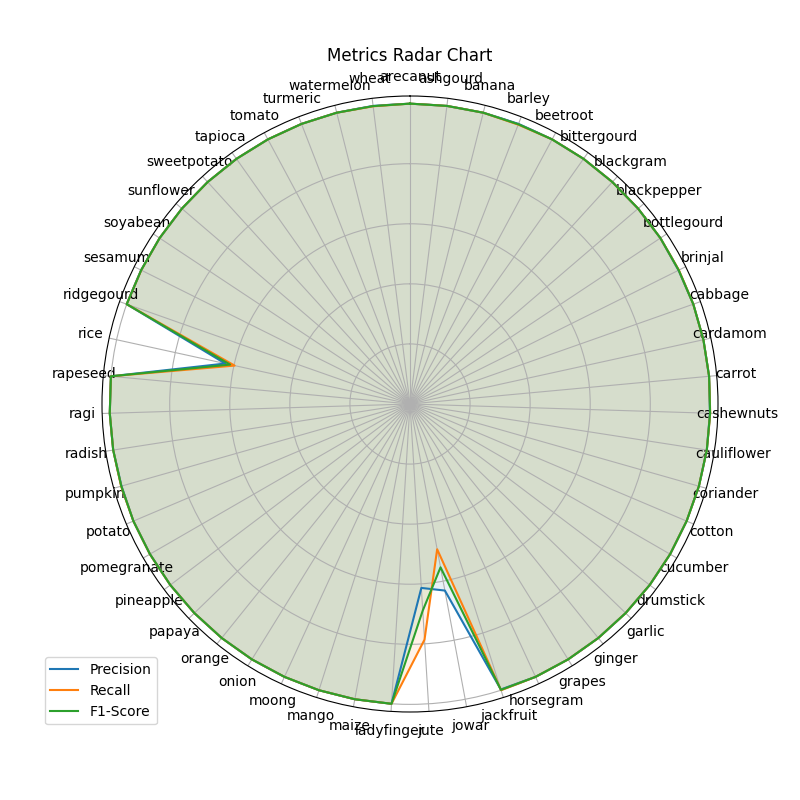 Metrics Radar Chart
arecanut
ashgourd
banana
barley
beetroot
bittergourd
blackgram
blackpepper
bottlegourd
brinjal
cabbage
cardamom
carrot
cashewnuts
cauliflower
coriander
cotton
cucumber
drumstick
garlic
ginger
grapes
horsegram
jackfruit
jowar
jute
ladyfinger
maize
mango
moong
onion
orange
papaya
pineapple
pomegranate
potato
pumpkin
radish
ragi
rapeseed
rice
ridgegourd
sesamum
soyabean
sunflower
sweetpotato
tapioca
tomato
turmeric
watermelon
wheat
Precision
Recall
F1-Score